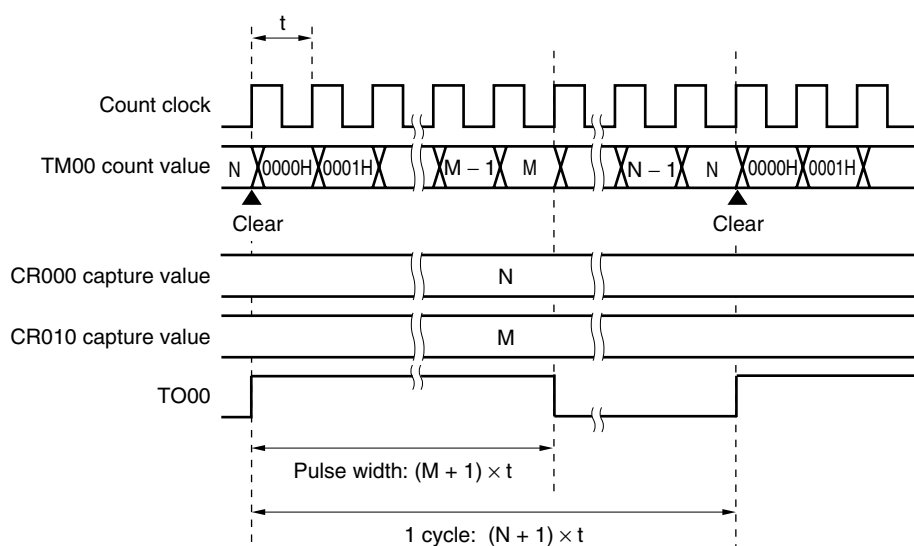 t
Count clock
TM00 count value N 0000H 0001H M − 1 M N − 1 N 0000H 0001H
Clear Clear
CR000 capture value N
CR010 capture value M
TO00
Pulse width: (M + 1) × t
1 cycle: (N + 1) × t